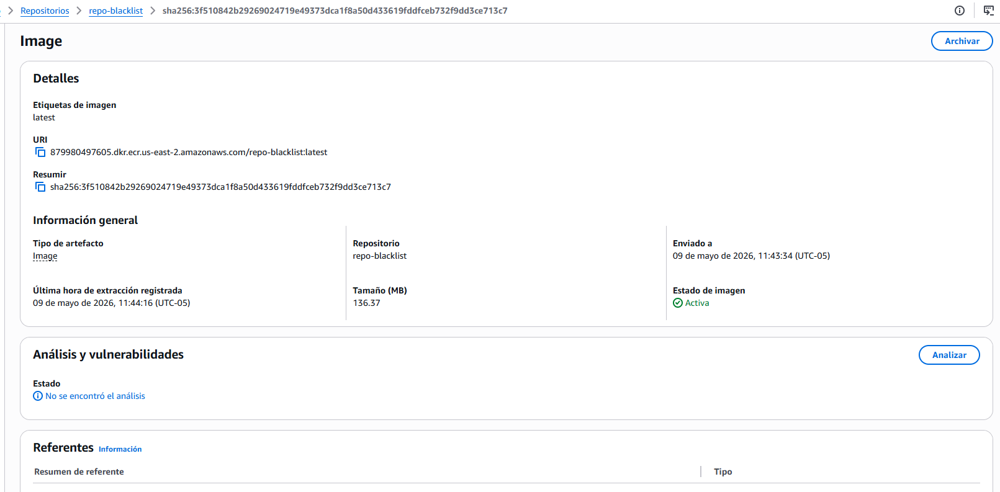 Repositorios > repo-blacklist > sha256:3f510842b29269024719e49373dca1f8a50d433619fddfceb732f9dd3ce713c7
Image
Archivar
Detalles
Etiquetas de imagen
latest
URI
879980497605.dkr.ecr.us-east-2.amazonaws.com/repo-blacklist:latest
Resumir
sha256:3f510842b29269024719e49373dca1f8a50d433619fddfceb732f9dd3ce713c7
Información general
Tipo de artefacto
Image
Repositorio
repo-blacklist
Enviado a
09 de mayo de 2026, 11:43:34 (UTC-05)
Última hora de extracción registrada
09 de mayo de 2026, 11:44:16 (UTC-05)
Tamaño (MB)
136.37
Estado de imagen
Activa
Análisis y vulnerabilidades
Analizar
Estado
No se encontró el análisis
Referentes Información
Resumen de referente
Tipo